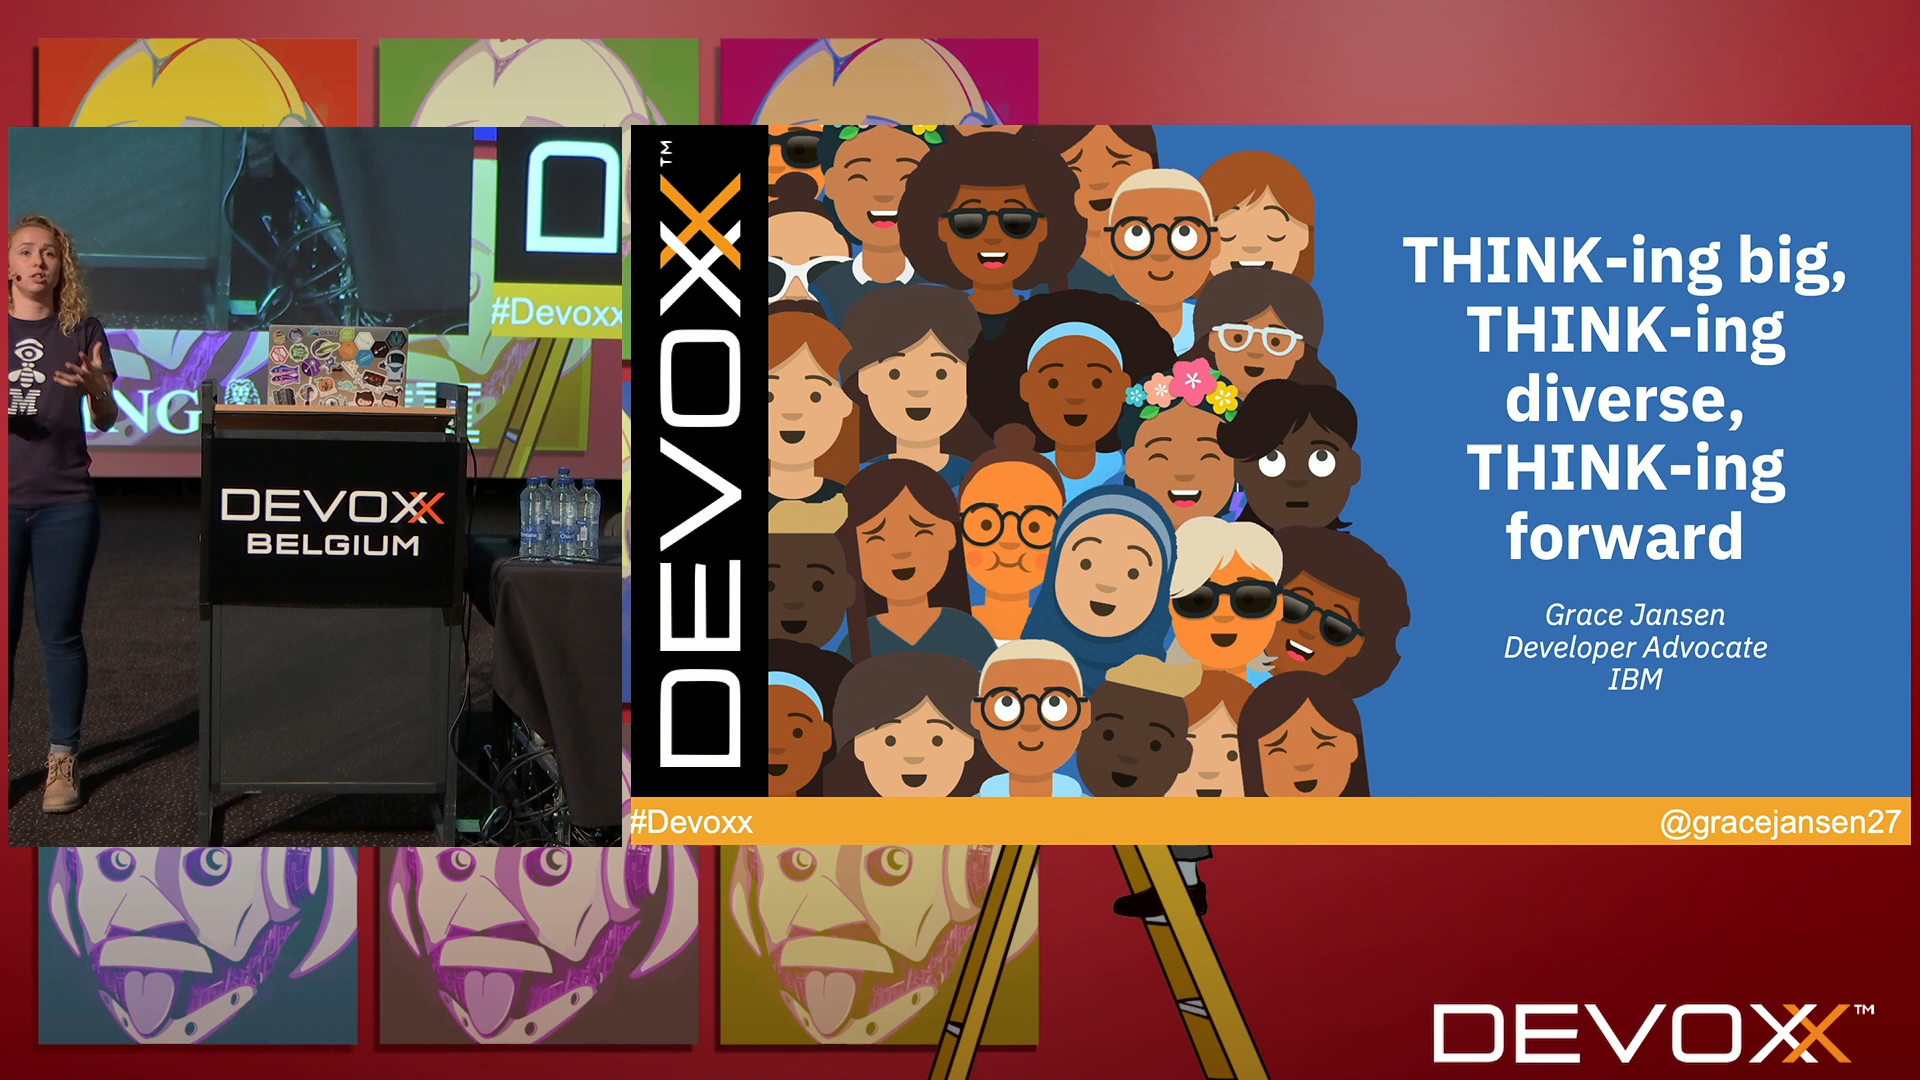 #Devoxx
ING
M
DEVOXX
BELGIUM
DEVOXX™
THINK-ing big,
THINK-ing
diverse,
THINK-ing
forward
Grace Jansen
Developer Advocate
IBM
#Devoxx
@gracejansen27
DEVOXX™